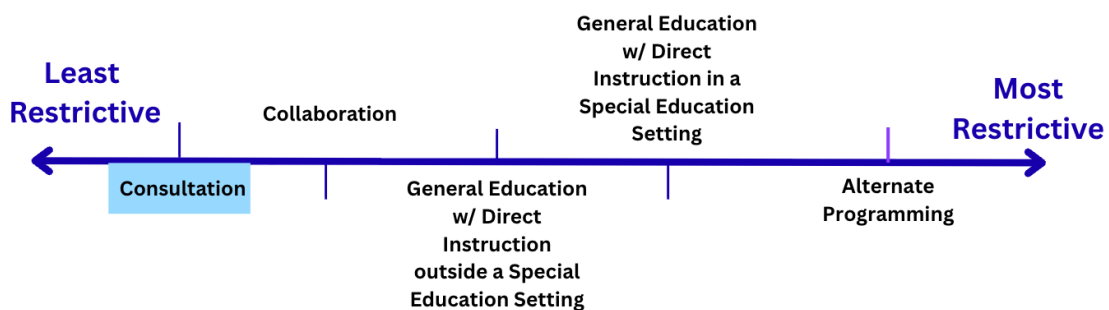 Least
Restrictive
Consultation
Collaboration
General Education
w/ Direct
Instruction
outside a Special
Education Setting
General Education
w/ Direct
Instruction in a
Special Education
Setting
Alternate
Programming
Most
Restrictive